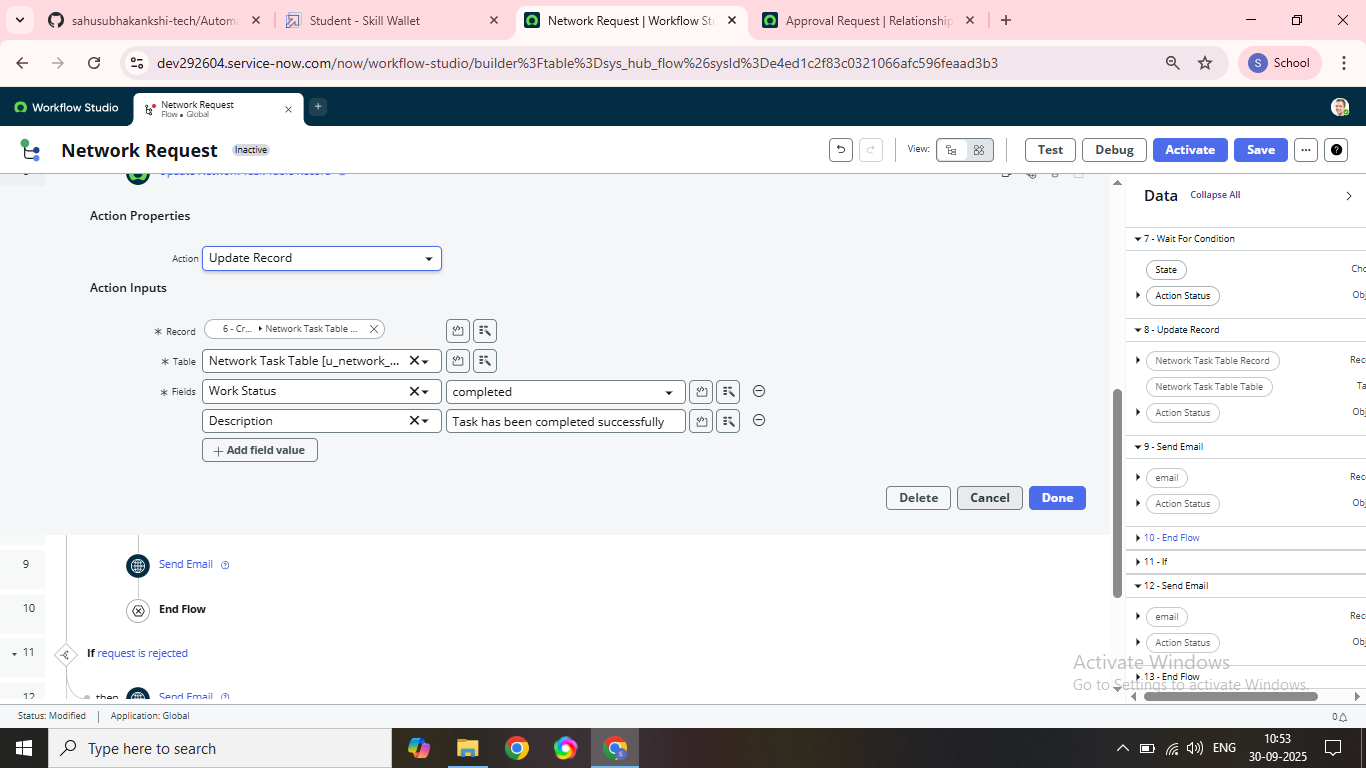 sahusubhakankshi-tech/Autom
Student - Skill Wallet
Network Request | Workflow Stu
Approval Request | Relationship
dev292604.service-now.com/now/workflow-studio/builder%3Ftable%3Dsys_hub_flow%26sysId%3De4ed1c2f83c0321066afc596feaad3b3
S School
Workflow Studio
Network Request
Flow • Global
Network Request
Inactive
View:
Test
Debug
Activate
Save
Update Network Task Table Record
Action Properties
Action Update Record
Action Inputs
* Record 6 - Cr... Network Task Table ...
* Table Network Task Table [u_network_...
* Fields Work Status completed
Description Task has been completed successfully
+ Add field value
Delete Cancel Done
9 Send Email
10 End Flow
11 If request is rejected
12 then Send Email
Data Collapse All
7 - Wait For Condition
State Cho
Action Status Obj
8 - Update Record
Network Task Table Record Rec
Network Task Table Table Ta
Action Status Obj
9 - Send Email
email Rec
Action Status Obj
10 - End Flow
11 - If
12 - Send Email
email Rec
Action Status Obj
13 - End Flow
Activate Windows
Go to Settings to activate Windows.
Status: Modified | Application: Global
0
Type here to search
ENG
10:53
30-09-2025